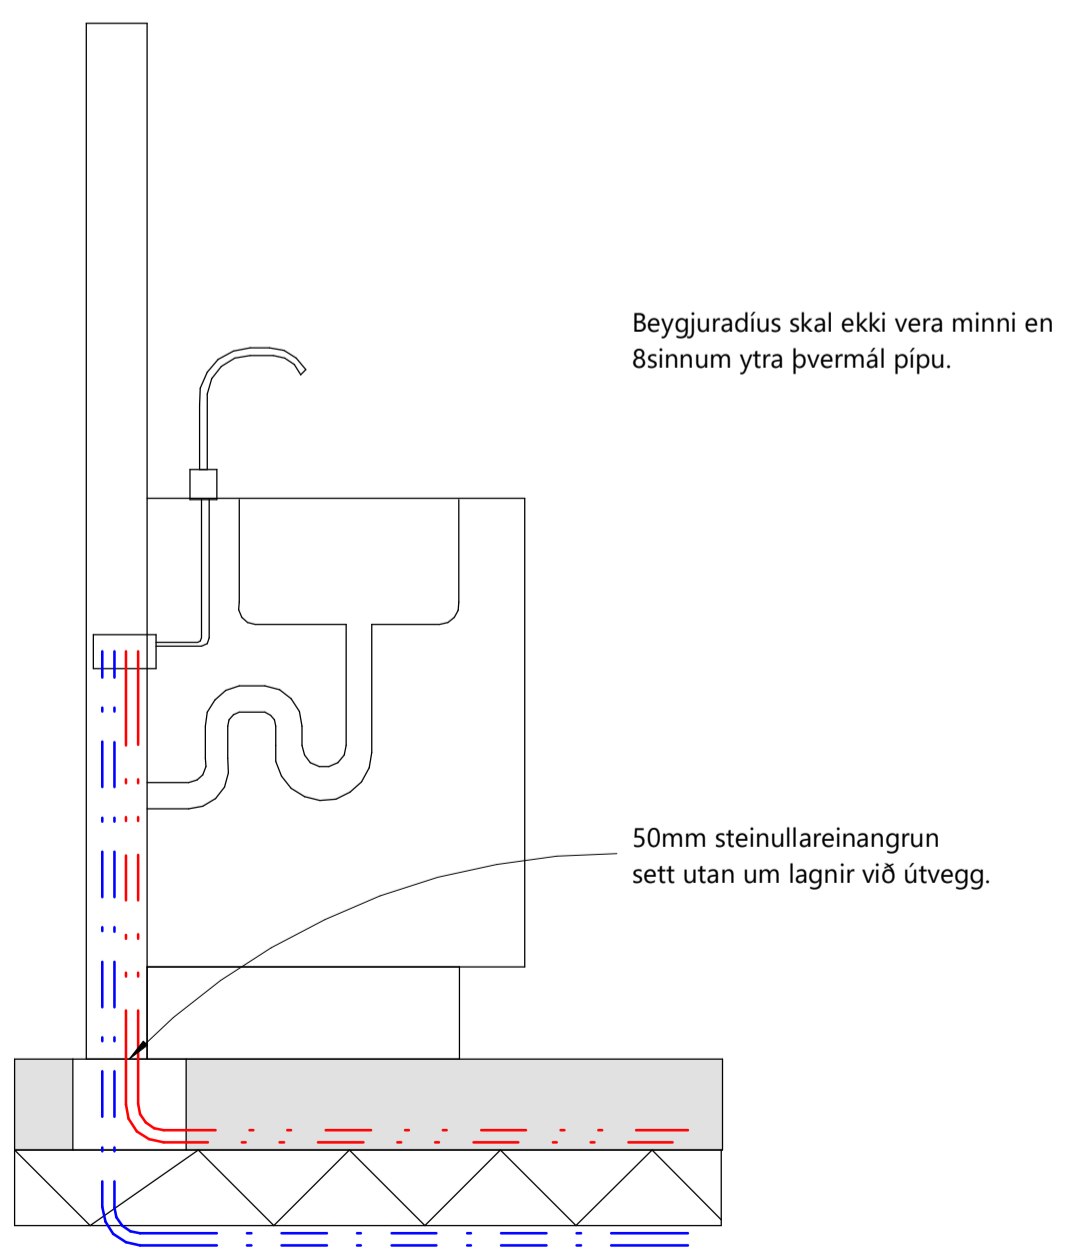 Beygjuradíus skal ekki vera minni en
8sinnum ytra þvermál pípu.
50mm steinullareinangrun
sett utan um lagnir við útvegg.